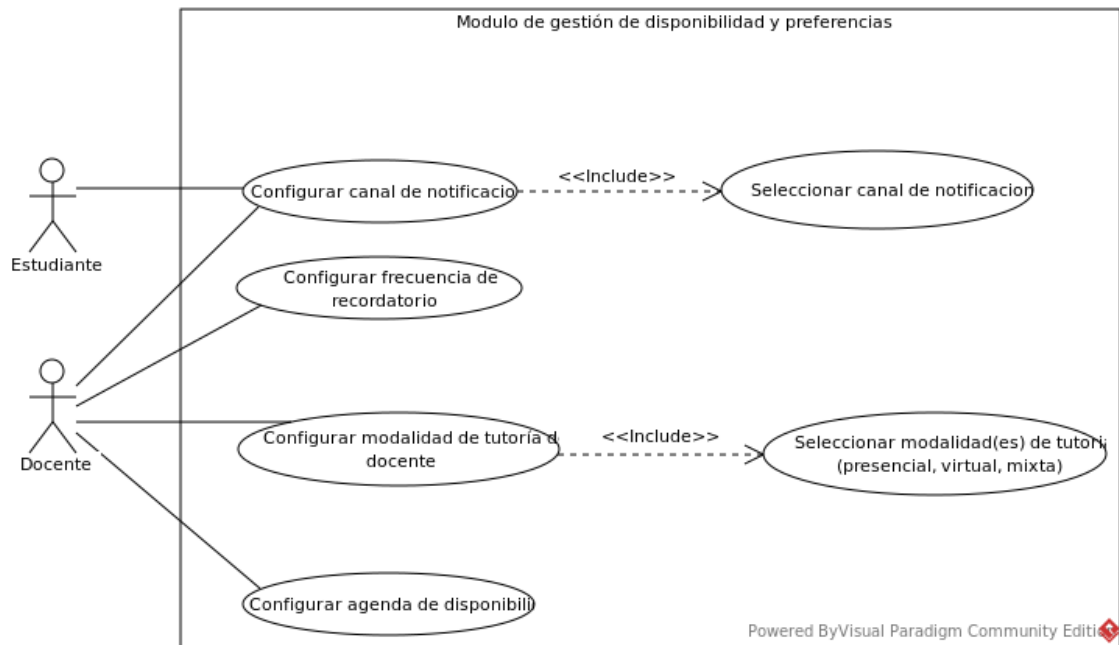 Modulo de gestión de disponibilidad y preferencias
Configurar canal de notificacio
<<Include>>
Seleccionar canal de notificacion
Estudiante
Configurar frecuencia de
recordatorio
Docente
Configurar modalidad de tutoría d
docente
<<Include>>
Seleccionar modalidad(es) de tutori
(presencial, virtual, mixta)
Configurar agenda de disponibili
Powered ByVisual Paradigm Community Editi